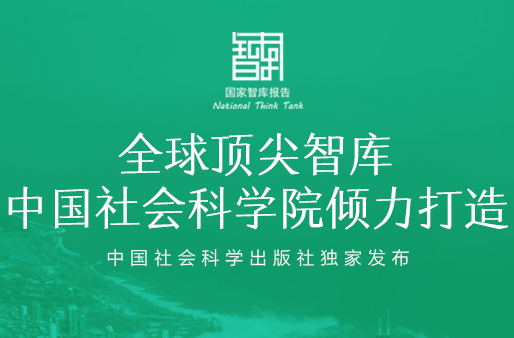 智库
国家智库报告
National Think Tank
全球顶尖智库
中国社会科学院倾力打造
中国社会科学出版社独家发布